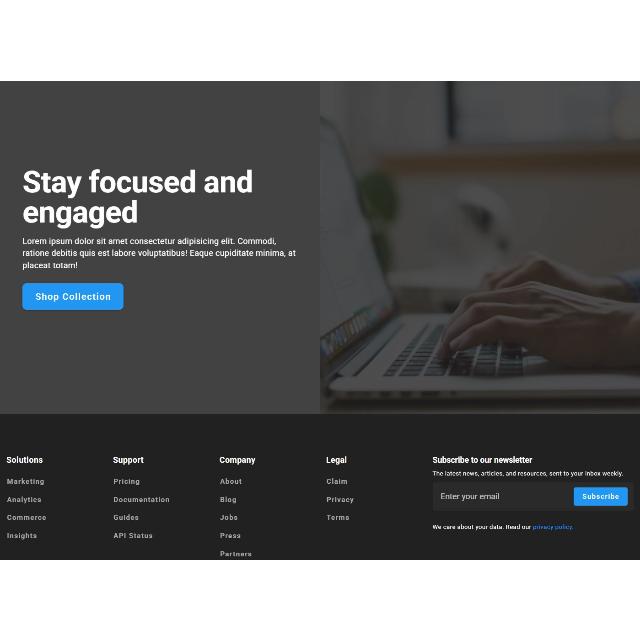 Stay focused and
engaged
Lorem ipsum dolor sit amet consectetur adipisicing elit. Commodi,
ratione debitis quis est labore voluptatibus! Eaque cupiditate minima, at
placeat totam!
Shop Collection
Solutions
Marketing
Analytics
Commerce
Insights
Support
Pricing
Documentation
Guides
API Status
Company
About
Blog
Jobs
Press
Partners
Legal
Claim
Privacy
Terms
Subscribe to our newsletter
The latest news, articles, and resources, sent to your inbox weekly.
Enter your email
Subscribe
We care about your data. Read our privacy policy.